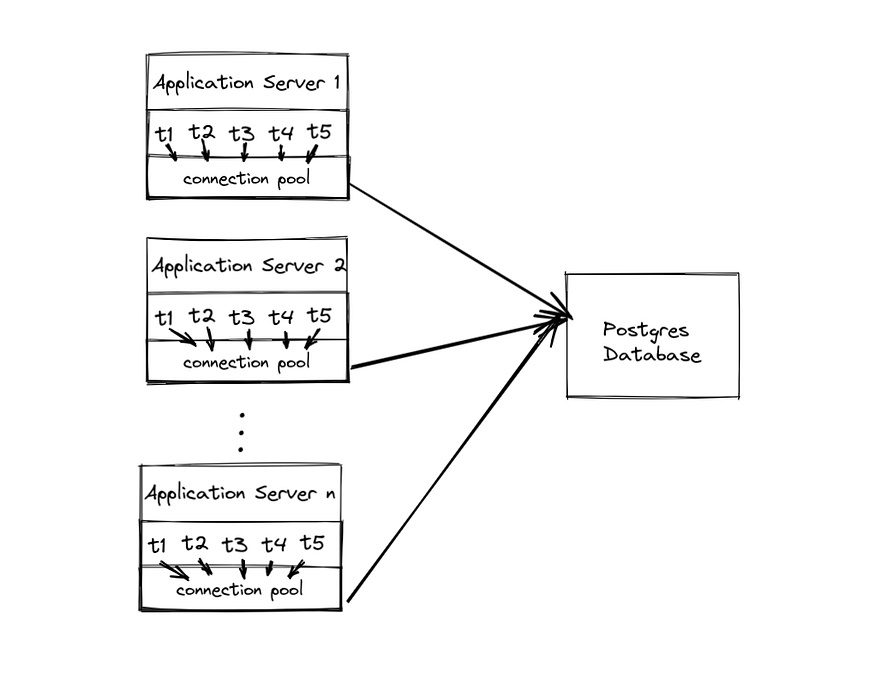 Application Server 1
t1 t2 t3 t4 t5
connection pool
Application Server 2
t1 t2 t3 t4 t5
connection pool
Application Server n
t1 t2 t3 t4 t5
connection pool
Postgres
Database